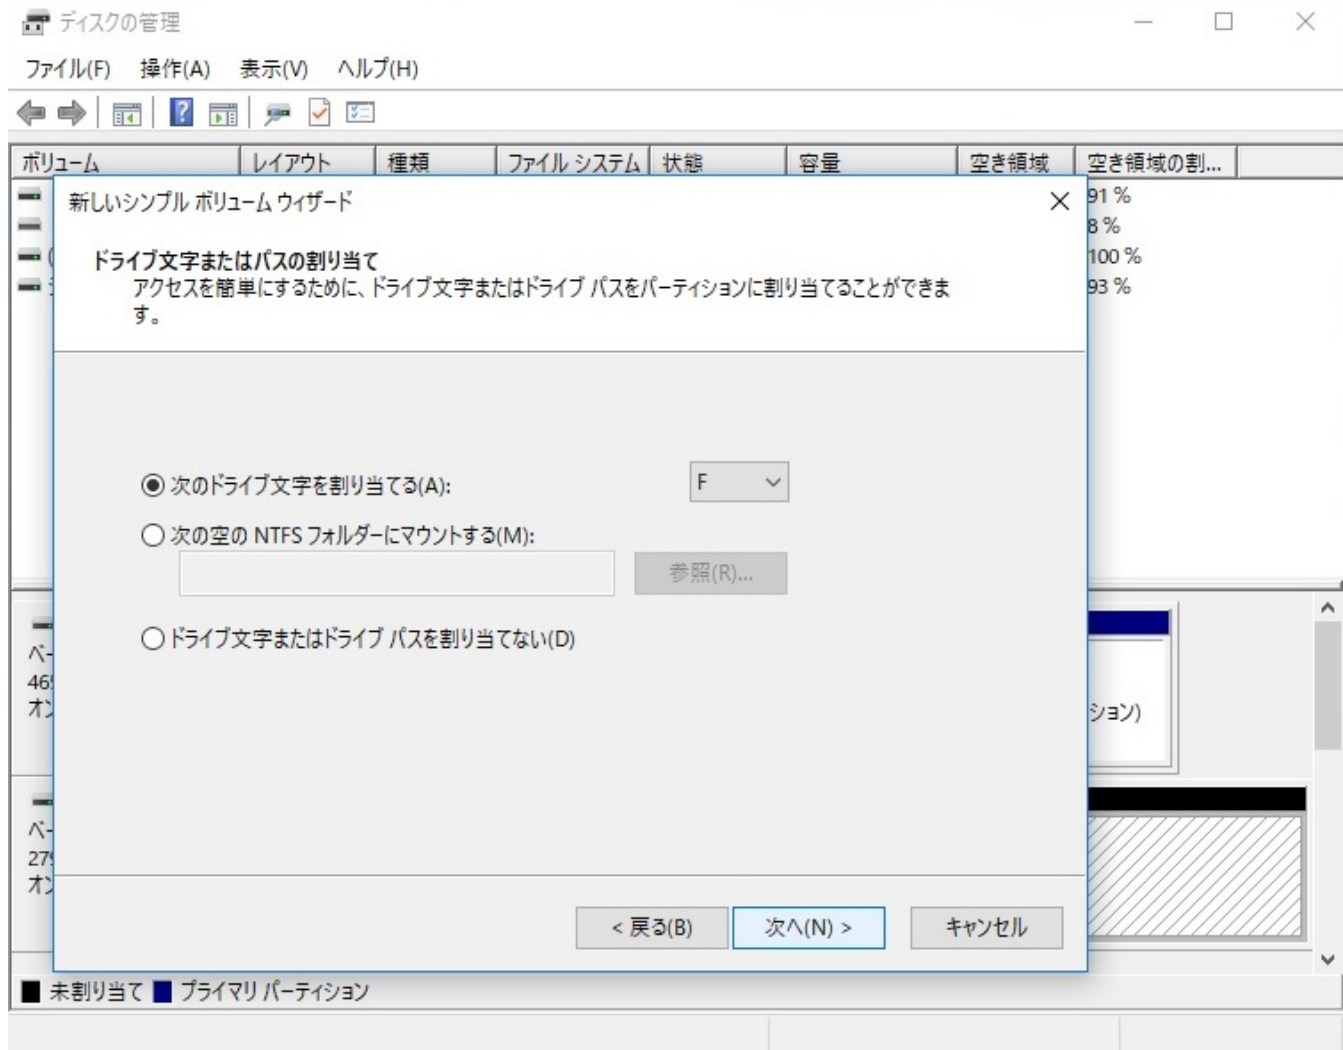 ディスクの管理
ファイル(F) 操作(A) 表示(V) ヘルプ(H)
ボリューム レイアウト 種類 ファイル システム 状態 容量 空き領域 空き領域の割...
91 %
8 %
100 %
93 %
新しいシンプル ボリューム ウィザード
ドライブ文字またはパスの割り当て
アクセスを簡単にするために、ドライブ文字またはドライブ パスをパーティションに割り当てることができま
す。
次のドライブ文字を割り当てる(A): F
次の空の NTFS フォルダーにマウントする(M):
参照(R)...
ドライブ文字またはドライブ パスを割り当てない(D)
ション)
< 戻る(B) 次へ(N) > キャンセル
未割り当て プライマリ パーティション